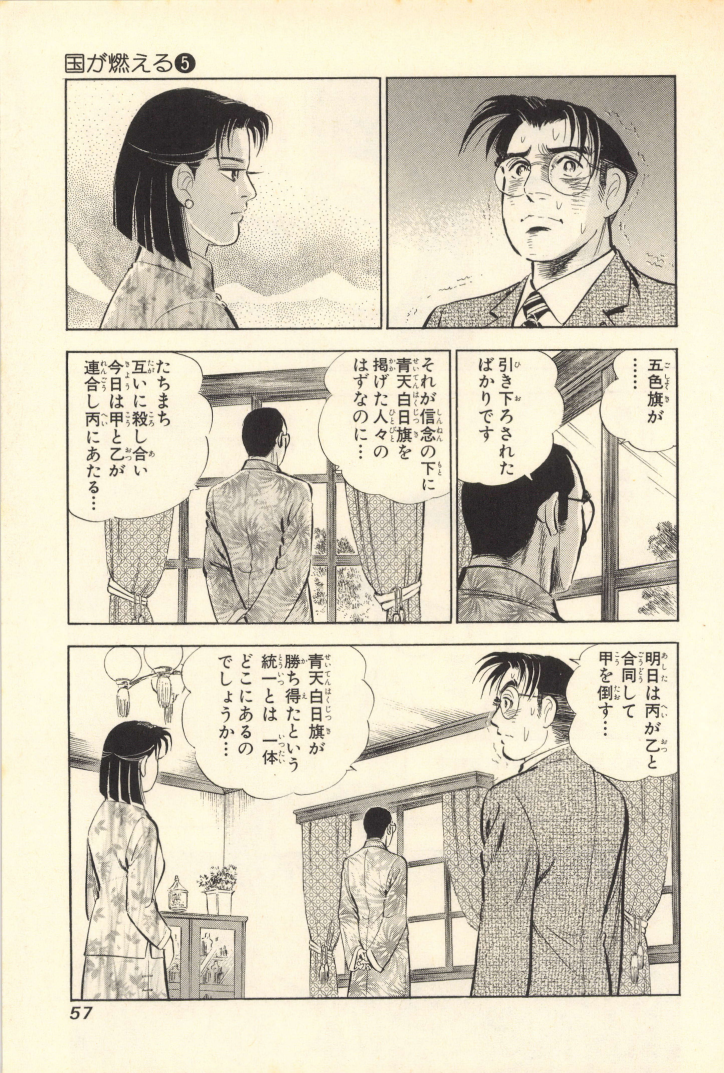 国が燃える❺
五色旗が
……
引き下ろされた
ばかりです
それが信念の下に
青天白日旗を
掲げた人々の
はずなのに…
たちまち
互いに殺し合い
今日は甲と乙が
連合し丙にあたる…
明日は丙が乙と
合同して
甲を倒す…
青天白日旗が
勝ち得たという
統一とは 一体
どこにあるの
でしょうか…
57